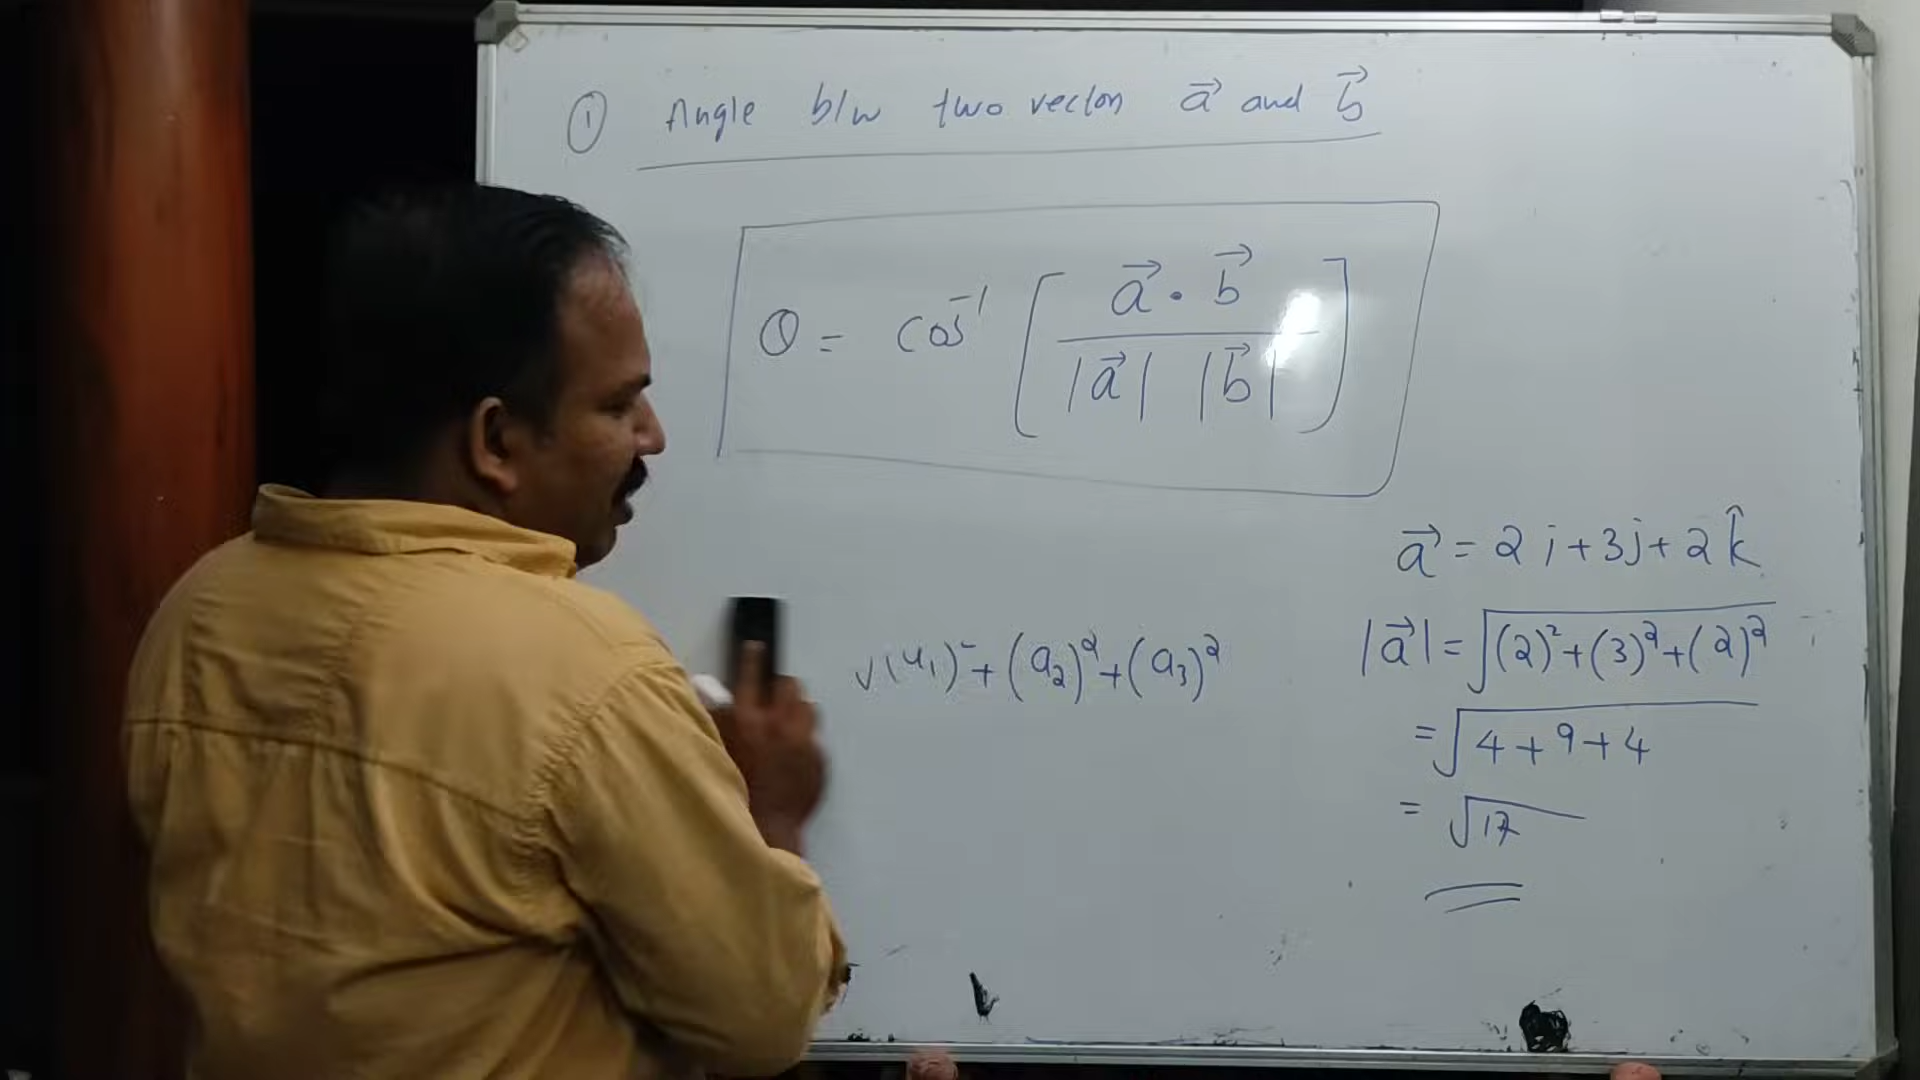 ① Angle b/w two vectors a⃗ and b⃗
θ = cos⁻¹ [ a⃗ · b⃗ / |a⃗| |b⃗| ]
a⃗ = 2i+3j+2k̂
√(a₁)²+(a₂)²+(a₃)²
|a⃗| = √(2)²+(3)²+(2)²
= √4+9+4
= √17